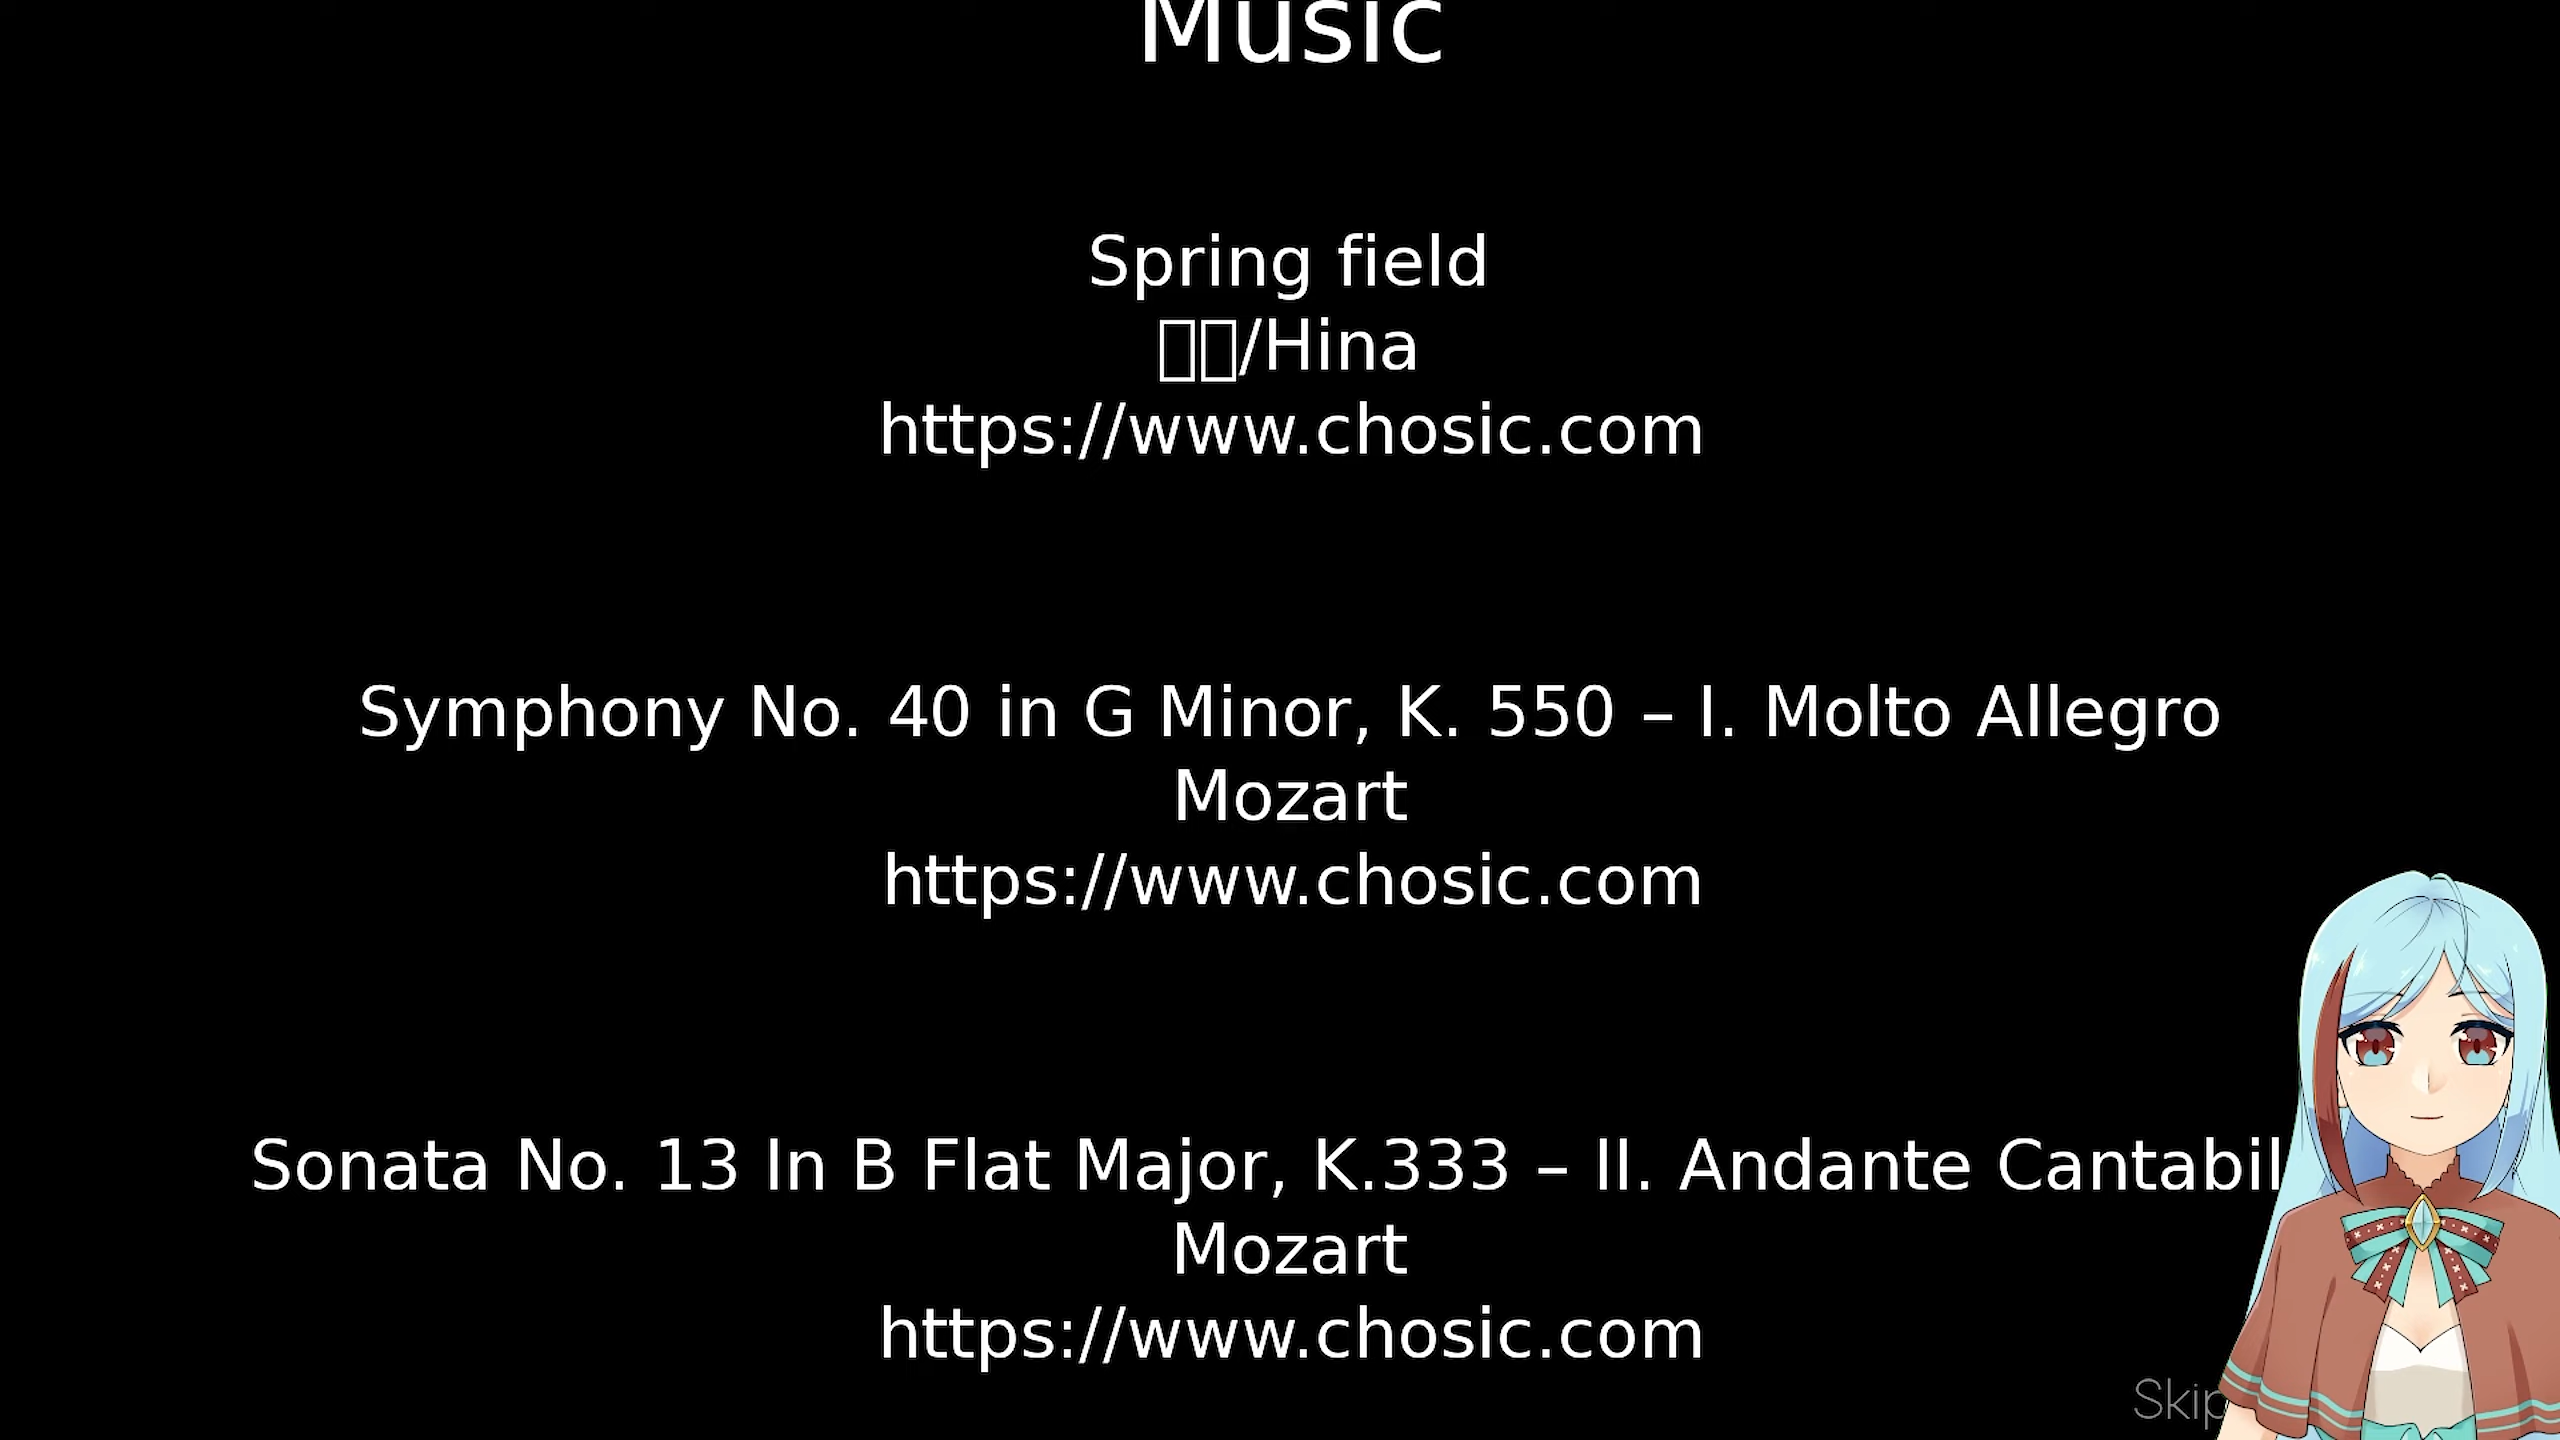 Music
Spring field
▯▯/Hina
https://www.chosic.com
Symphony No. 40 in G Minor, K. 550 – I. Molto Allegro
Mozart
https://www.chosic.com
Sonata No. 13 In B Flat Major, K.333 – II. Andante Cantabil
Mozart
https://www.chosic.com
Skip